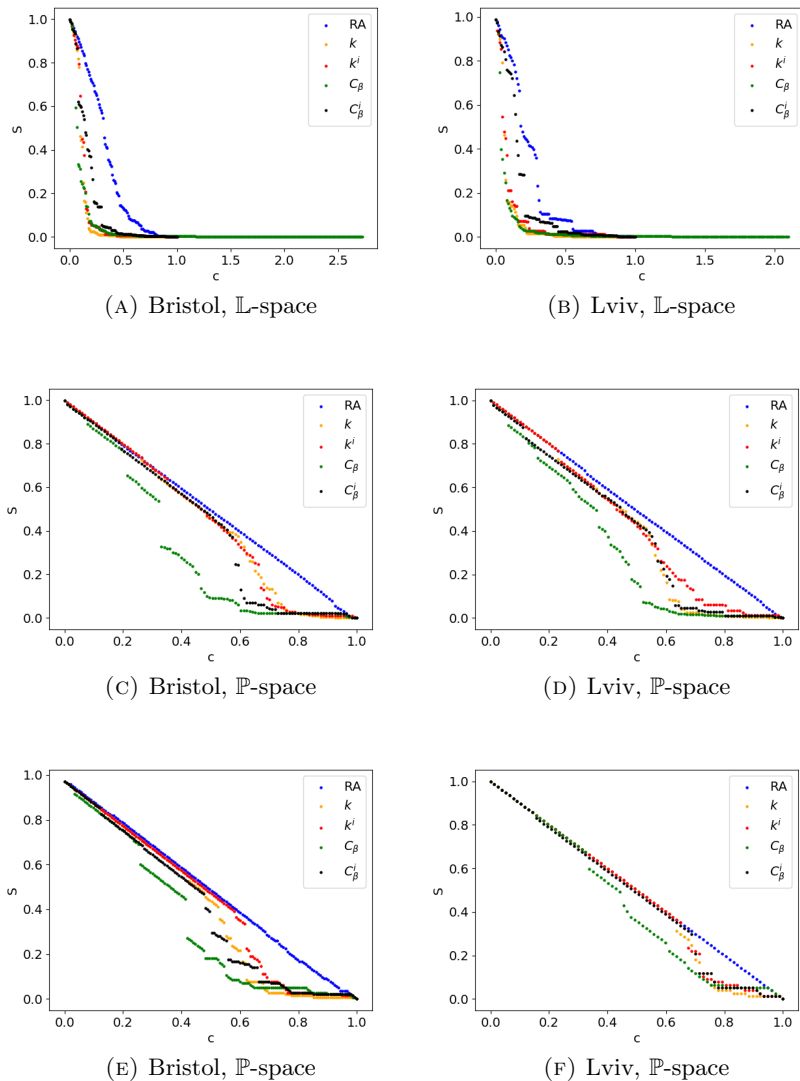 1.0
0.8
0.6
0.4
0.2
0.0
S
0.0 0.5 1.0 1.5 2.0 2.5
c
RA
k
k^i
C_β
C_β^i
(A) Bristol, 𝕃-space
1.0
0.8
0.6
0.4
0.2
0.0
S
0.0 0.5 1.0 1.5 2.0
c
RA
k
k^i
C_β
C_β^i
(B) Lviv, 𝕃-space
1.0
0.8
0.6
0.4
0.2
0.0
S
0.0 0.2 0.4 0.6 0.8 1.0
c
RA
k
k^i
C_β
C_β^i
(C) Bristol, ℙ-space
1.0
0.8
0.6
0.4
0.2
0.0
S
0.0 0.2 0.4 0.6 0.8 1.0
c
RA
k
k^i
C_β
C_β^i
(D) Lviv, ℙ-space
1.0
0.8
0.6
0.4
0.2
0.0
S
0.0 0.2 0.4 0.6 0.8 1.0
c
RA
k
k^i
C_β
C_β^i
(E) Bristol, ℙ-space
1.0
0.8
0.6
0.4
0.2
0.0
S
0.0 0.2 0.4 0.6 0.8 1.0
c
RA
k
k^i
C_β
C_β^i
(F) Lviv, ℙ-space